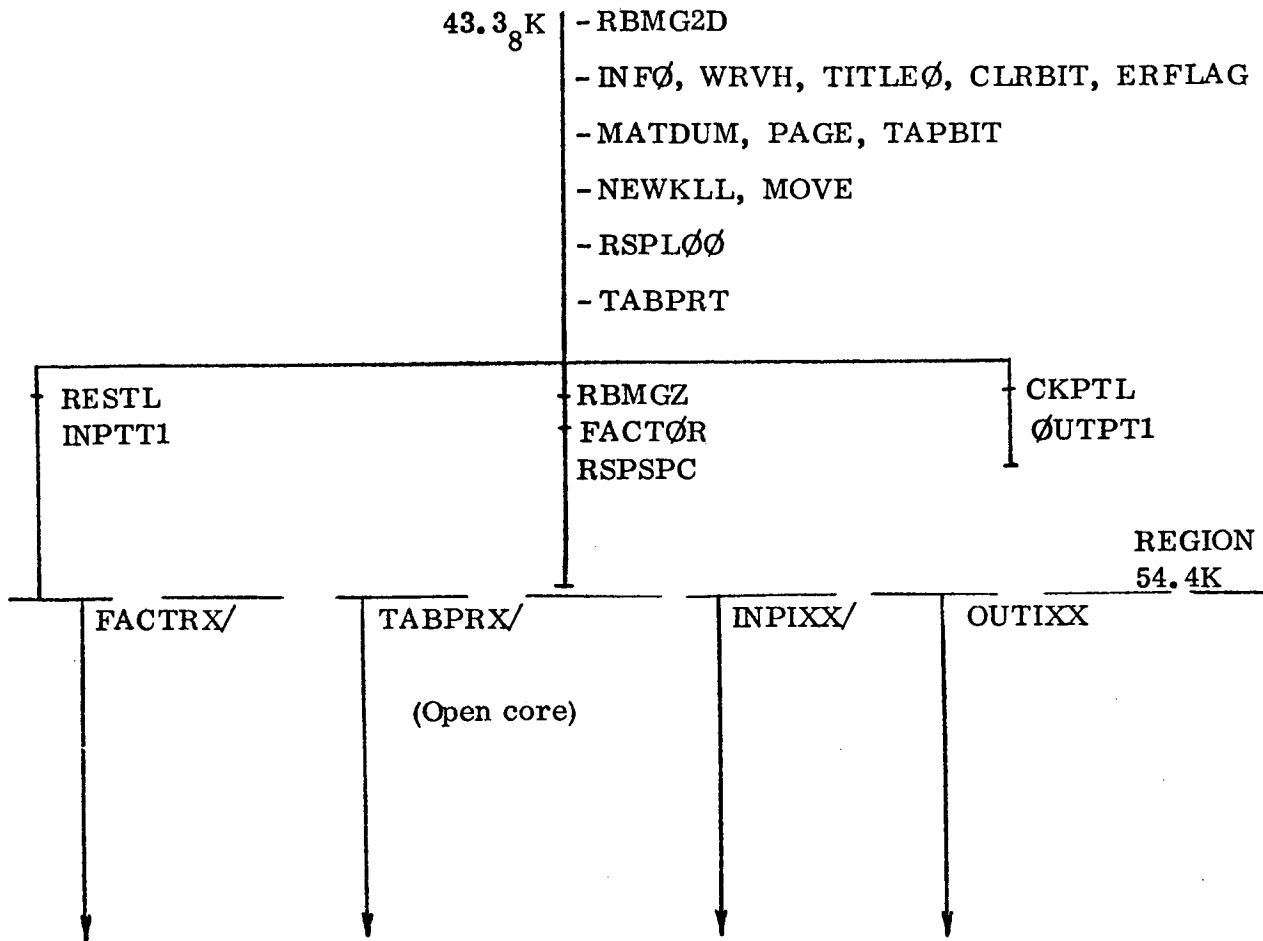 43.3₈K - RBMG2D
- INFØ, WRVH, TITLEØ, CLRBIT, ERFLAG
- MATDUM, PAGE, TAPBIT
- NEWKLL, MOVE
- RSPLØØ
- TABPRT
RESTL
INPTT1
RBMGZ
FACTØR
RSPSPC
CKPTL
ØUTPT1
REGION
54.4K
FACTRX/
TABPRX/
INPIXX/
OUTIXX
(Open core)